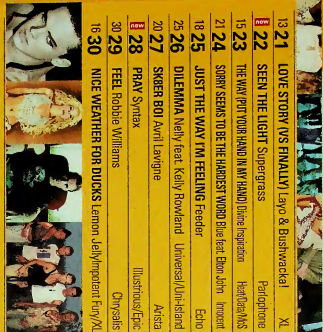 13 21 LOVE STORY (VS FINALLY) Layo & Bushwacka! XL
new 22 SEEN THE LIGHT Supergrass Parlophone
15 23 THE WAY (PUT YOUR HAND IN MY HAND) Divine Inspiration Heat/Data/MoS
21 24 SORRY SEEMS TO BE THE HARDEST WORD Blue feat. Elton John Innocent
18 25 JUST THE WAY I'M FEELING Feeder Echo
14 26 DILEMMA Nelly feat. Kelly Rowland Universal/Uni-Island
20 27 SK8ER BOI Avril Lavigne Arista
new 28 PRAY Syntax Illustrious/Epic
30 29 FEEL Robbie Williams Chrysalis
16 30 NICE WEATHER FOR DUCKS Lemon Jelly Impotent Fury/XL